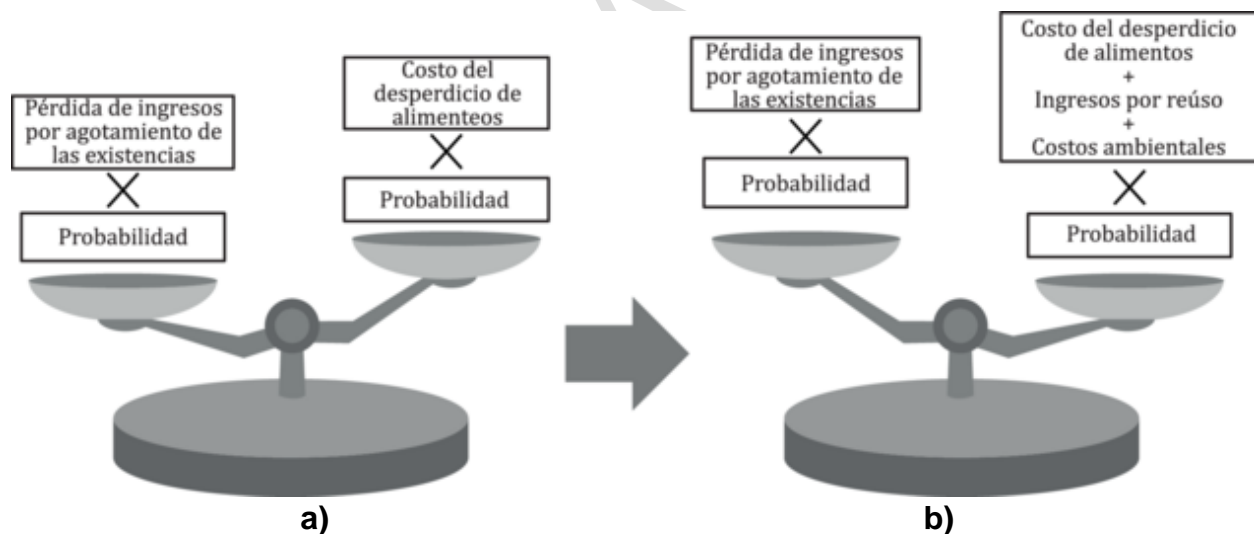 Pérdida de ingresos
por agotamiento de
las existencias
Probabilidad
Costo del
desperdicio de
alimenteos
Probabilidad
a)
Pérdida de ingresos
por agotamiento de
las existencias
Probabilidad
Costo del desperdicio
de alimentos
+
Ingresos por reúso
+
Costos ambientales
Probabilidad
b)